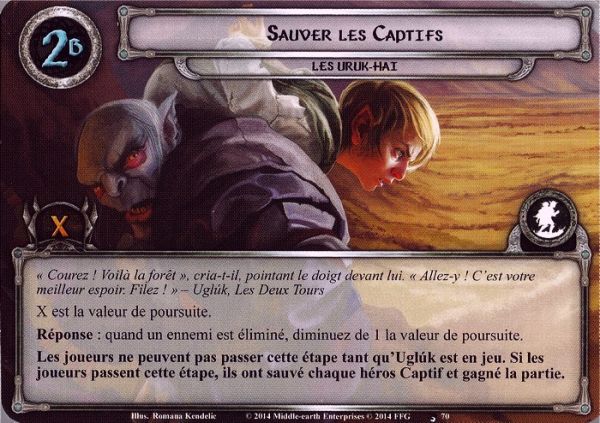 2B
SAUVER LES CAPTIFS
LES URUK-HAI
X
« Courez ! Voilà la forêt », cria-t-il, pointant le doigt devant lui. « Allez-y ! C'est votre
meilleur espoir. Filez ! » – Uglúk, Les Deux Tours
X est la valeur de poursuite.
Réponse : quand un ennemi est éliminé, diminuez de 1 la valeur de poursuite.
Les joueurs ne peuvent pas passer cette étape tant qu'Uglúk est en jeu. Si les
joueurs passent cette étape, ils ont sauvé chaque héros Captif et gagné la partie.
Illus. Romana Kendelic © 2014 Middle-earth Enterprises © 2014 FFG 70